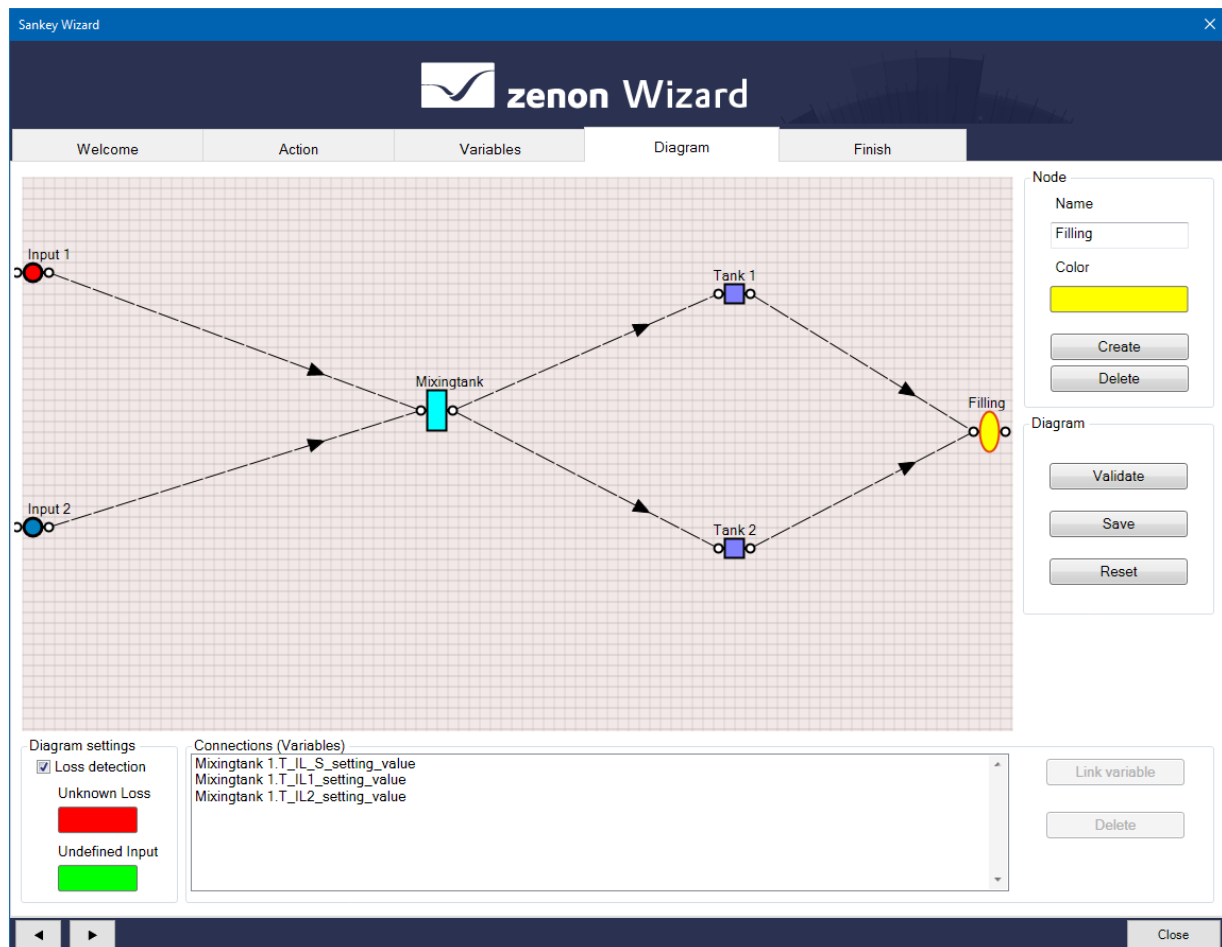 Sankey Wizard
zenon Wizard
Welcome
Action
Variables
Diagram
Finish
Input 1
Input 2
Mixingtank
Tank 1
Tank 2
Filling
Node
Name
Filling
Color
Create
Delete
Diagram
Validate
Save
Reset
Diagram settings
Loss detection
Unknown Loss
Undefined Input
Connections (Variables)
Mixingtank 1.T_IL_S_setting_value
Mixingtank 1.T_IL1_setting_value
Mixingtank 1.T_IL2_setting_value
Link variable
Delete
Close